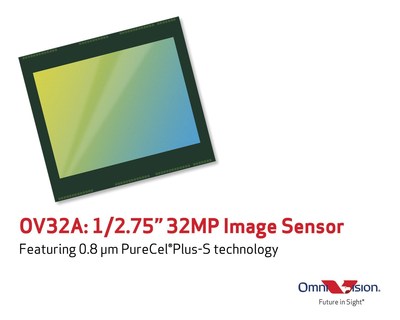 OV32A: 1/2.75” 32MP Image Sensor
Featuring 0.8 µm PureCel®Plus-S technology
OmniVision®
Future in Sight®